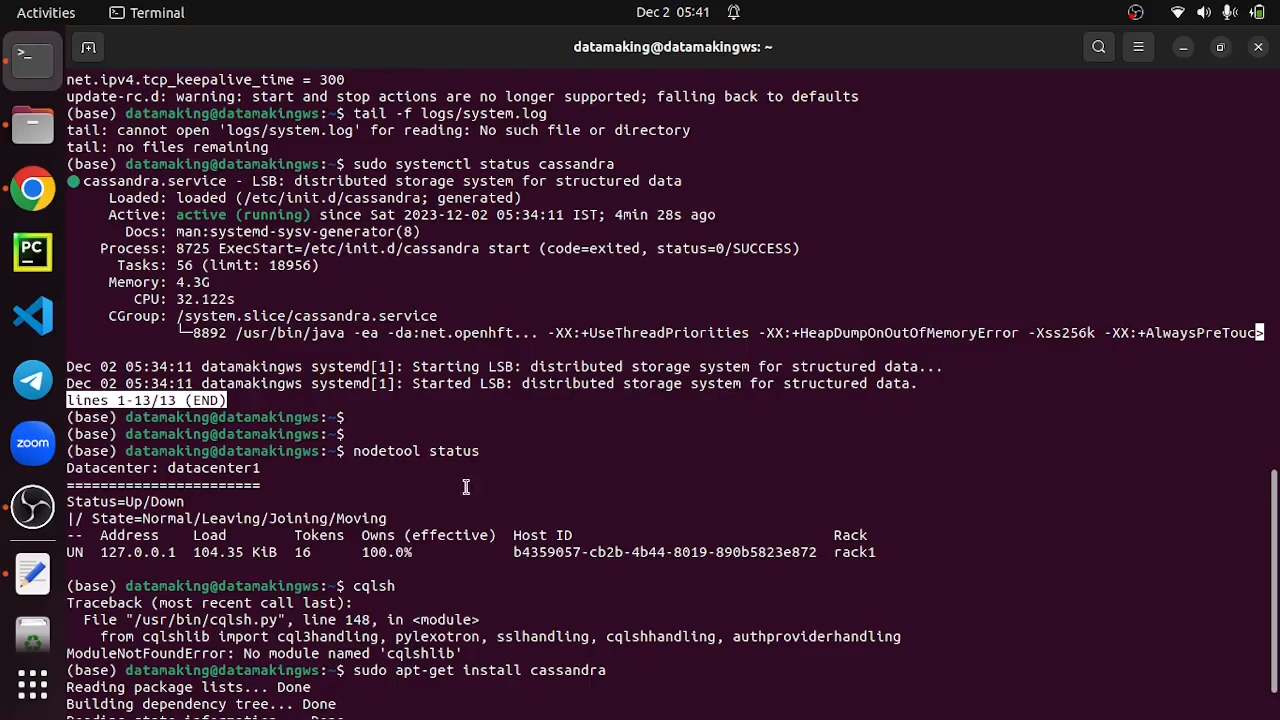 Activities
Terminal
Dec 2 05:41
datamaking@datamakingws: ~
net.ipv4.tcp_keepalive_time = 300
update-rc.d: warning: start and stop actions are no longer supported; falling back to defaults
(base) datamaking@datamakingws:~$ tail -f logs/system.log
tail: cannot open 'logs/system.log' for reading: No such file or directory
tail: no files remaining
(base) datamaking@datamakingws:~$ sudo systemctl status cassandra
cassandra.service - LSB: distributed storage system for structured data
Loaded: loaded (/etc/init.d/cassandra; generated)
Active: active (running) since Sat 2023-12-02 05:34:11 IST; 4min 28s ago
Docs: man:systemd-sysv-generator(8)
Process: 8725 ExecStart=/etc/init.d/cassandra start (code=exited, status=0/SUCCESS)
Tasks: 56 (limit: 18956)
Memory: 4.3G
CPU: 32.122s
CGroup: /system.slice/cassandra.service
└─8892 /usr/bin/java -ea -da:net.openhft... -XX:+UseThreadPriorities -XX:+HeapDumpOnOutOfMemoryError -Xss256k -XX:+AlwaysPreTouc>
Dec 02 05:34:11 datamakingws systemd[1]: Starting LSB: distributed storage system for structured data...
Dec 02 05:34:11 datamakingws systemd[1]: Started LSB: distributed storage system for structured data.
lines 1-13/13 (END)
(base) datamaking@datamakingws:~$
(base) datamaking@datamakingws:~$
(base) datamaking@datamakingws:~$ nodetool status
Datacenter: datacenter1
=======================
Status=Up/Down
|/ State=Normal/Leaving/Joining/Moving
-- Address Load Tokens Owns (effective) Host ID Rack
UN 127.0.0.1 104.35 KiB 16 100.0% b4359057-cb2b-4b44-8019-890b5823e872 rack1
(base) datamaking@datamakingws:~$ cqlsh
Traceback (most recent call last):
File "/usr/bin/cqlsh.py", line 148, in <module>
from cqlshlib import cql3handling, pylexotron, sslhandling, cqlshhandling, authproviderhandling
ModuleNotFoundError: No module named 'cqlshlib'
(base) datamaking@datamakingws:~$ sudo apt-get install cassandra
Reading package lists... Done
Building dependency tree... Done
Reading state information... Done
PC
zoom